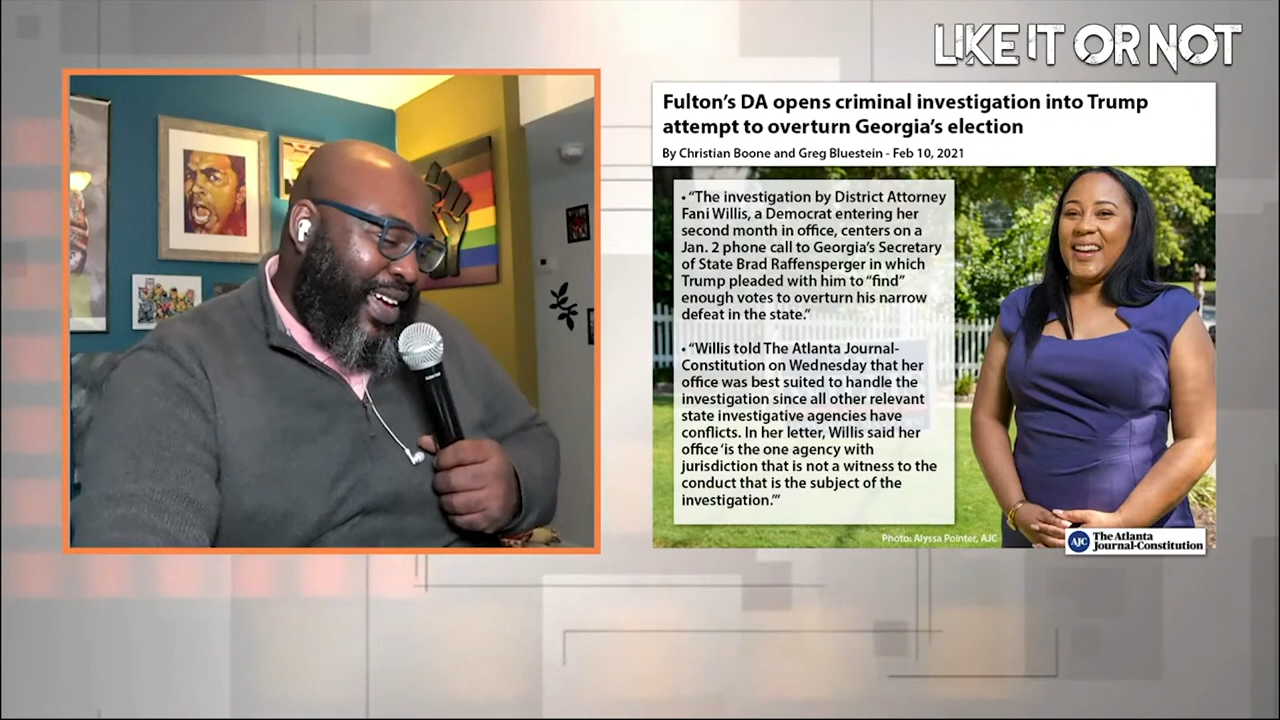 LIKE IT OR NOT
Fulton's DA opens criminal investigation into Trump
attempt to overturn Georgia's election
By Christian Boone and Greg Bluestein - Feb 10, 2021
• “The investigation by District Attorney
Fani Willis, a Democrat entering her
second month in office, centers on a
Jan. 2 phone call to Georgia’s Secretary
of State Brad Raffensperger in which
Trump pleaded with him to “find”
enough votes to overturn his narrow
defeat in the state.”
• “Willis told The Atlanta Journal-
Constitution on Wednesday that her
office was best suited to handle the
investigation since all other relevant
state investigative agencies have
conflicts. In her letter, Willis said her
office ‘is the one agency with
jurisdiction that is not a witness to the
conduct that is the subject of the
investigation.’”
Photo: Alyssa Pointer, AJC
AJC The Atlanta
Journal-Constitution